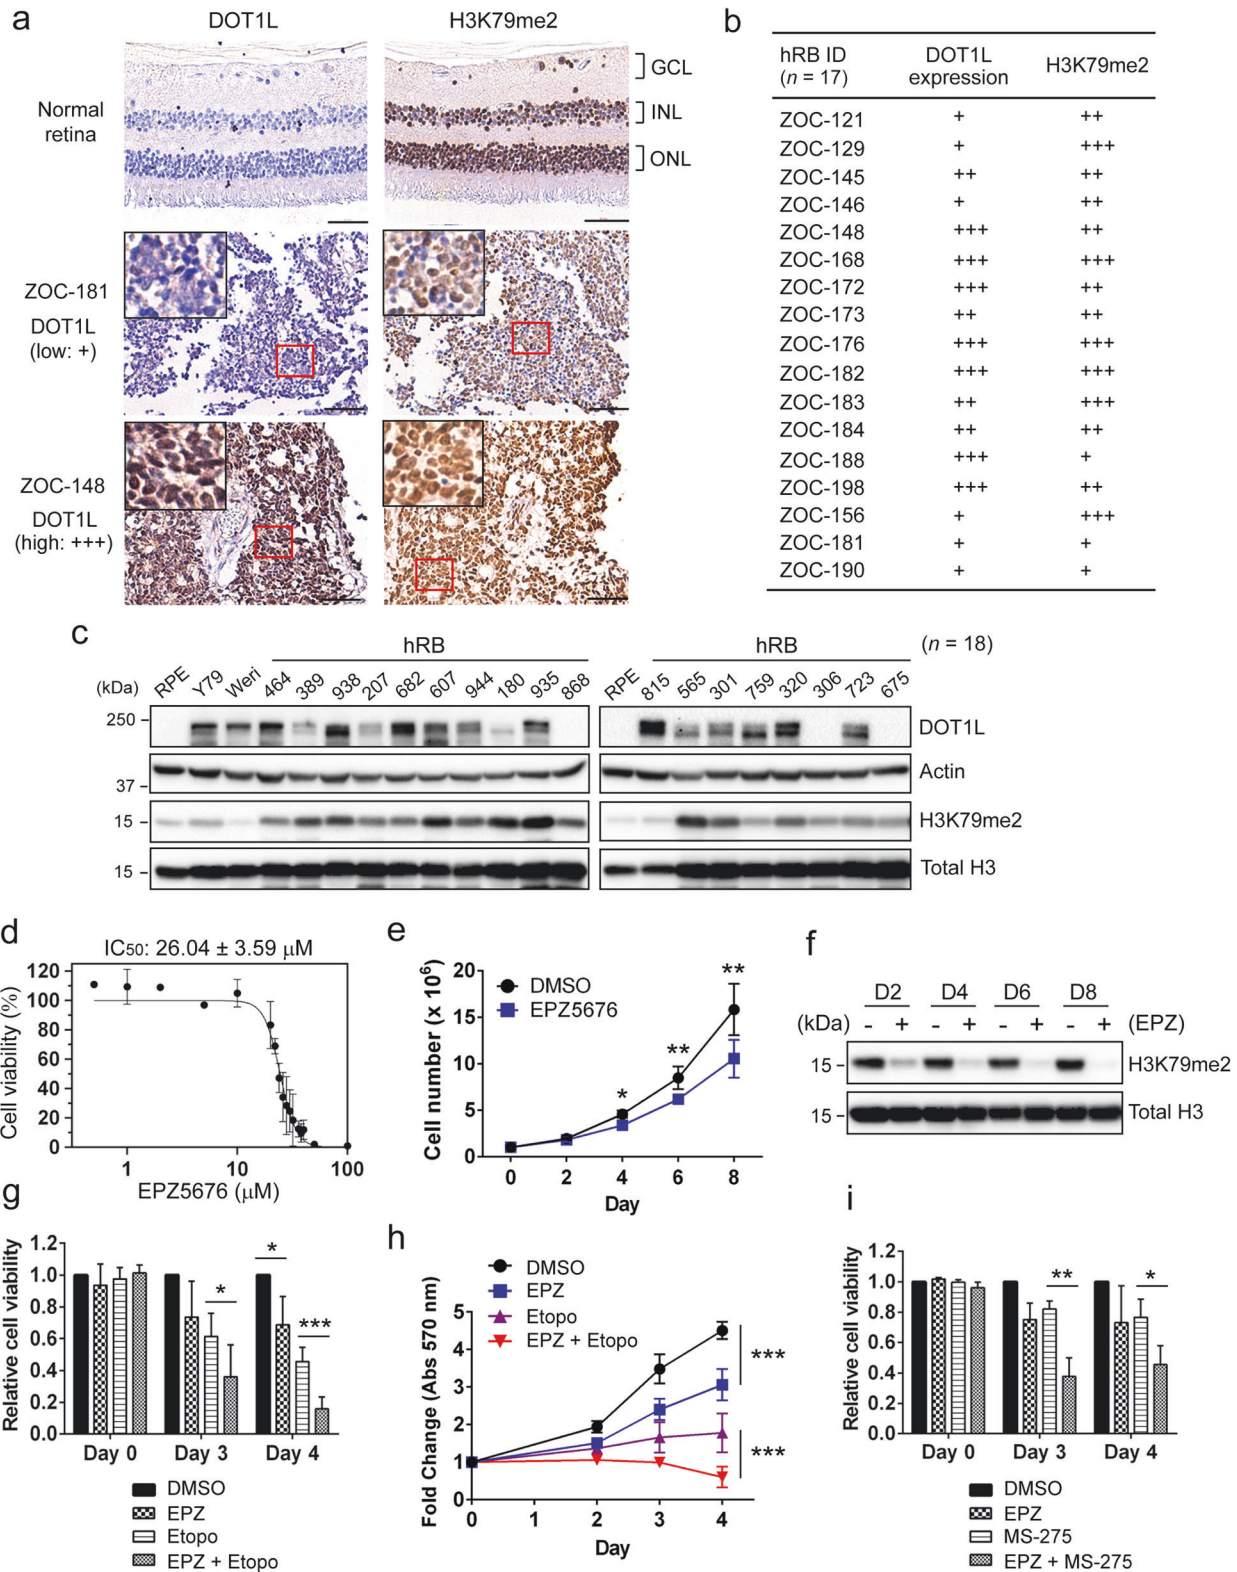 a
DOT1L
H3K79me2
Normal
retina
GCL
INL
ONL
ZOC-181
DOT1L
(low: +)
ZOC-148
DOT1L
(high: +++)
b
hRB ID
(n = 17)
DOT1L
expression
H3K79me2
ZOC-121 + ++
ZOC-129 + +++
ZOC-145 ++ ++
ZOC-146 + ++
ZOC-148 +++ ++
ZOC-168 +++ +++
ZOC-172 +++ ++
ZOC-173 ++ ++
ZOC-176 +++ +++
ZOC-182 +++ +++
ZOC-183 ++ +++
ZOC-184 ++ ++
ZOC-188 +++ +
ZOC-198 +++ ++
ZOC-156 + +++
ZOC-181 + +
ZOC-190 + +
c
hRB
hRB
(n = 18)
(kDa)
RPE Y79 Weri 464 389 938 207 682 607 944 180 935 868
RPE 815 565 301 759 320 306 723 675
250
DOT1L
37
Actin
15
H3K79me2
15
Total H3
d
IC50: 26.04 ± 3.59 μM
Cell viability (%)
120
100
80
60
40
20
0
1 10 100
EPZ5676 (μM)
e
Cell number (x 10⁶)
20
15
10
5
0
DMSO
EPZ5676
* ** **
0 2 4 6 8
Day
f
D2 D4 D6 D8
(kDa) - + - + - + - + (EPZ)
15
H3K79me2
15
Total H3
g
Relative cell viability
1.2
1.0
0.8
0.6
0.4
0.2
0.0
* * ***
Day 0 Day 3 Day 4
DMSO
EPZ
Etopo
EPZ + Etopo
h
Fold Change (Abs 570 nm)
5
4
3
2
1
0
DMSO
EPZ
Etopo
EPZ + Etopo
***
***
0 1 2 3 4
Day
i
Relative cell viability
1.2
1.0
0.8
0.6
0.4
0.2
0.0
** *
Day 0 Day 3 Day 4
DMSO
EPZ
MS-275
EPZ + MS-275